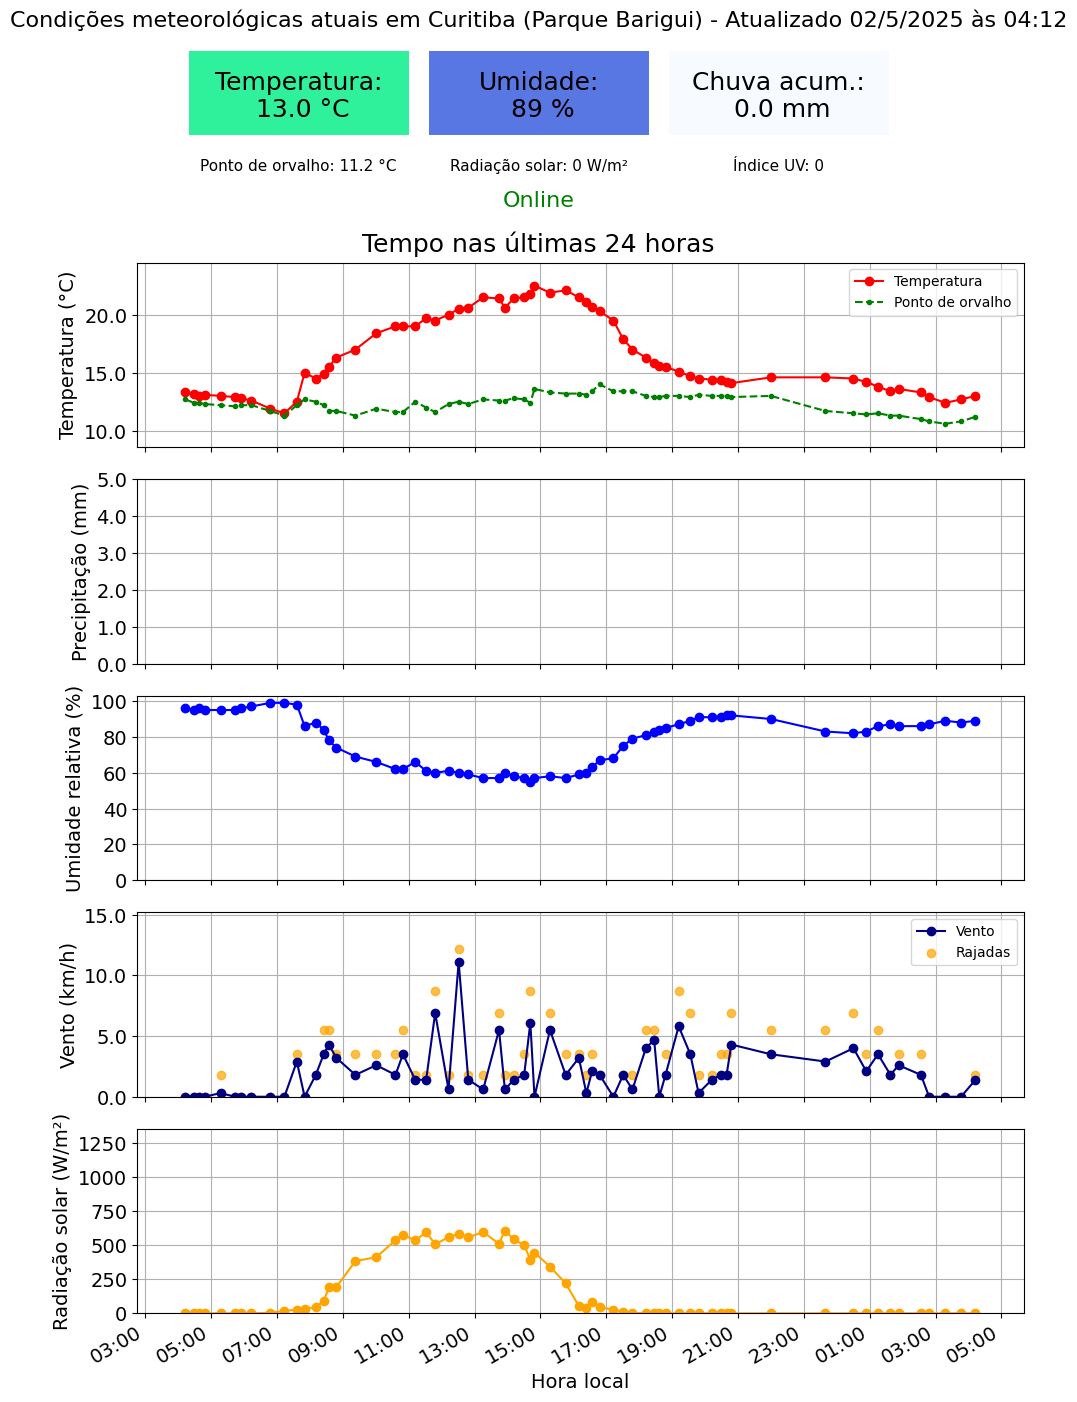 Condições meteorológicas atuais em Curitiba (Parque Barigui) - Atualizado 02/5/2025 às 04:12
Temperatura:
13.0 °C
Umidade:
89 %
Chuva acum.:
0.0 mm
Ponto de orvalho: 11.2 °C
Radiação solar: 0 W/m²
Índice UV: 0
Online
Tempo nas últimas 24 horas
Temperatura (°C)
20.0
15.0
10.0
Temperatura
Ponto de orvalho
Precipitação (mm)
5.0
4.0
3.0
2.0
1.0
0.0
Umidade relativa (%)
100
80
60
40
20
0
Vento (km/h)
15.0
10.0
5.0
0.0
Vento
Rajadas
Radiação solar (W/m²)
1250
1000
750
500
250
0
03:00
05:00
07:00
09:00
11:00
13:00
15:00
17:00
19:00
21:00
23:00
01:00
03:00
05:00
Hora local